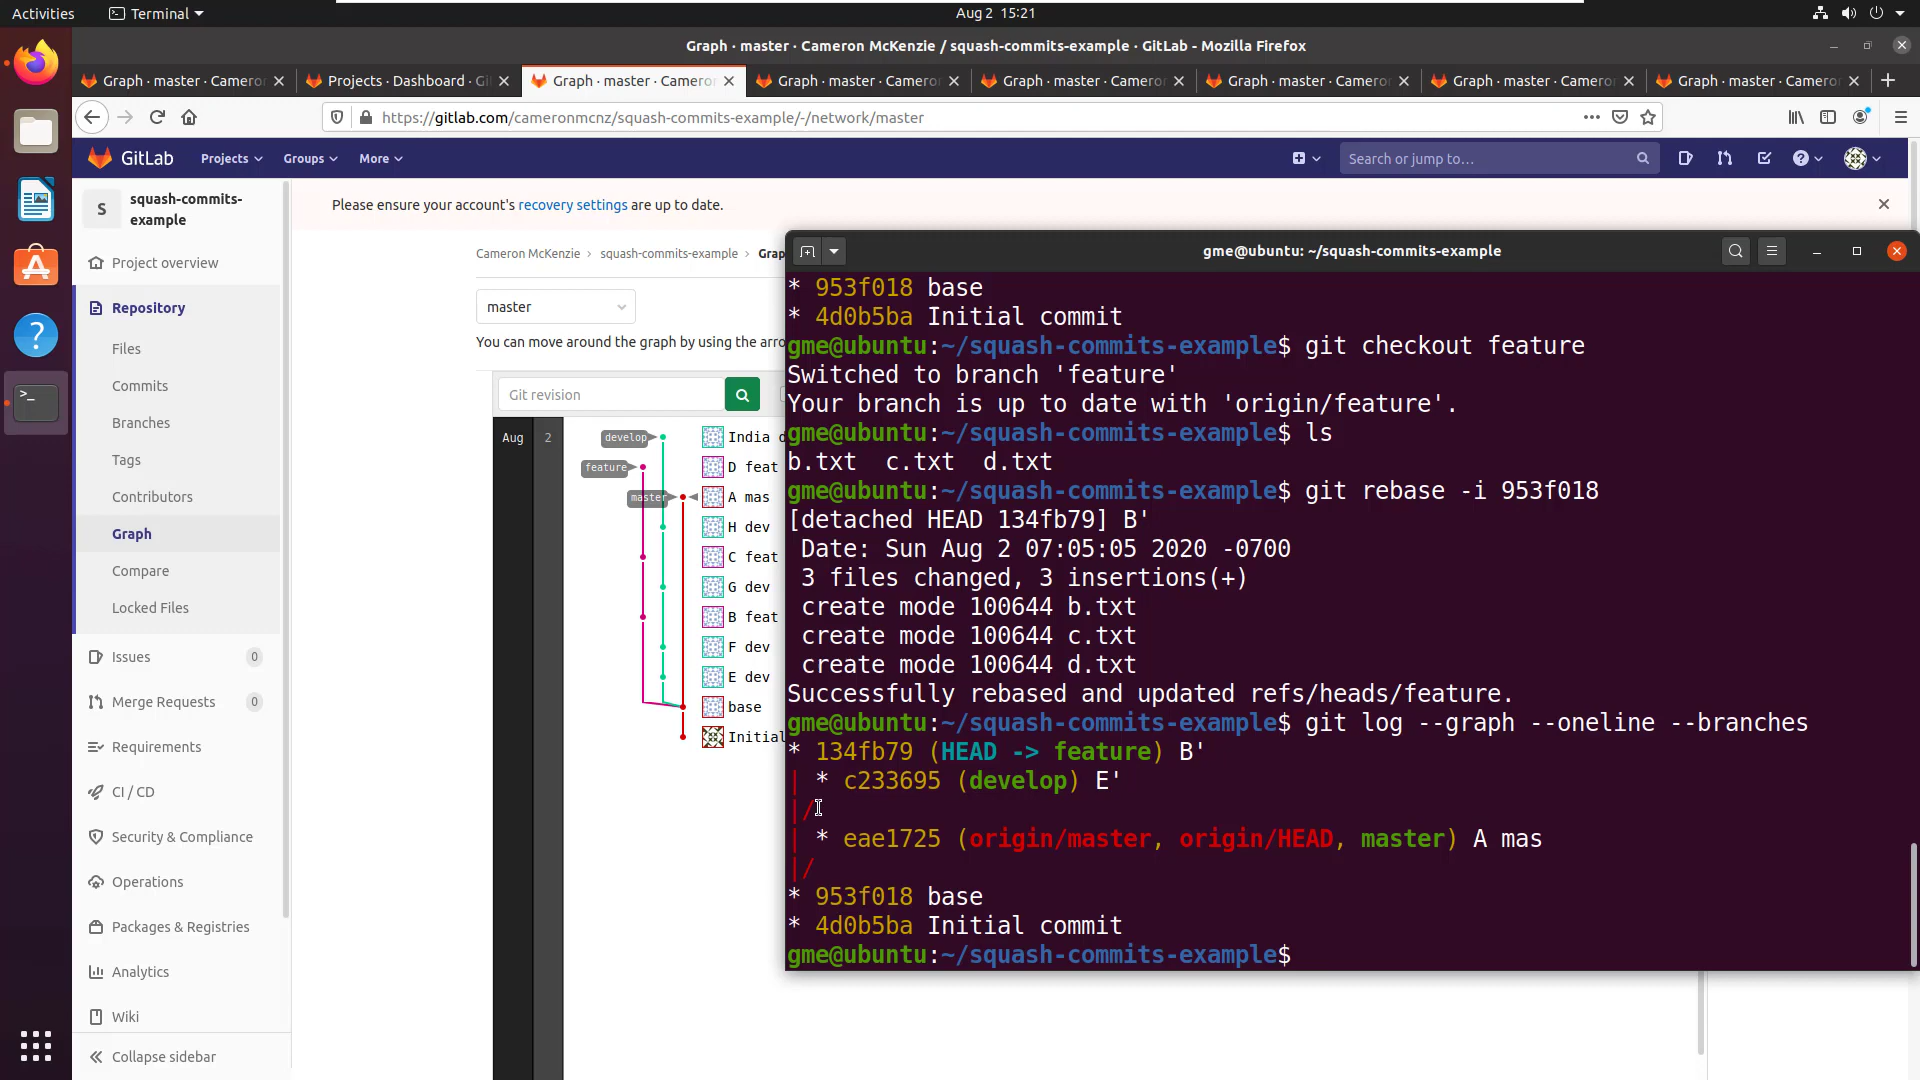 Activities
Terminal
Aug 2 15:21
Graph · master · Cameron McKenzie / squash-commits-example · GitLab - Mozilla Firefox
Graph · master · Camero
Projects · Dashboard · Gi
Graph · master · Camero
Graph · master · Camero
Graph · master · Camero
Graph · master · Camero
Graph · master · Camero
Graph · master · Camero
https://gitlab.com/cameronmcnz/squash-commits-example/-/network/master
GitLab
Projects
Groups
More
Search or jump to…
S
squash-commits-
example
Please ensure your account's recovery settings are up to date.
Project overview
Repository
Files
Commits
Branches
Tags
Contributors
Graph
Compare
Locked Files
Issues 0
Merge Requests 0
Requirements
CI / CD
Security & Compliance
Operations
Packages & Registries
Analytics
Wiki
Collapse sidebar
Cameron McKenzie > squash-commits-example > Grap
master
You can move around the graph by using the arro
Git revision
Aug 2
develop India d
feature D feat
master A mas
H dev
C feat
G dev
B feat
F dev
E dev
base
Initial
gme@ubuntu: ~/squash-commits-example
* 953f018 base
* 4d0b5ba Initial commit
gme@ubuntu:~/squash-commits-example$ git checkout feature
Switched to branch 'feature'
Your branch is up to date with 'origin/feature'.
gme@ubuntu:~/squash-commits-example$ ls
b.txt c.txt d.txt
gme@ubuntu:~/squash-commits-example$ git rebase -i 953f018
[detached HEAD 134fb79] B'
Date: Sun Aug 2 07:05:05 2020 -0700
3 files changed, 3 insertions(+)
create mode 100644 b.txt
create mode 100644 c.txt
create mode 100644 d.txt
Successfully rebased and updated refs/heads/feature.
gme@ubuntu:~/squash-commits-example$ git log --graph --oneline --branches
* 134fb79 (HEAD -> feature) B'
| * c233695 (develop) E'
|/
| * eae1725 (origin/master, origin/HEAD, master) A mas
|/
* 953f018 base
* 4d0b5ba Initial commit
gme@ubuntu:~/squash-commits-example$